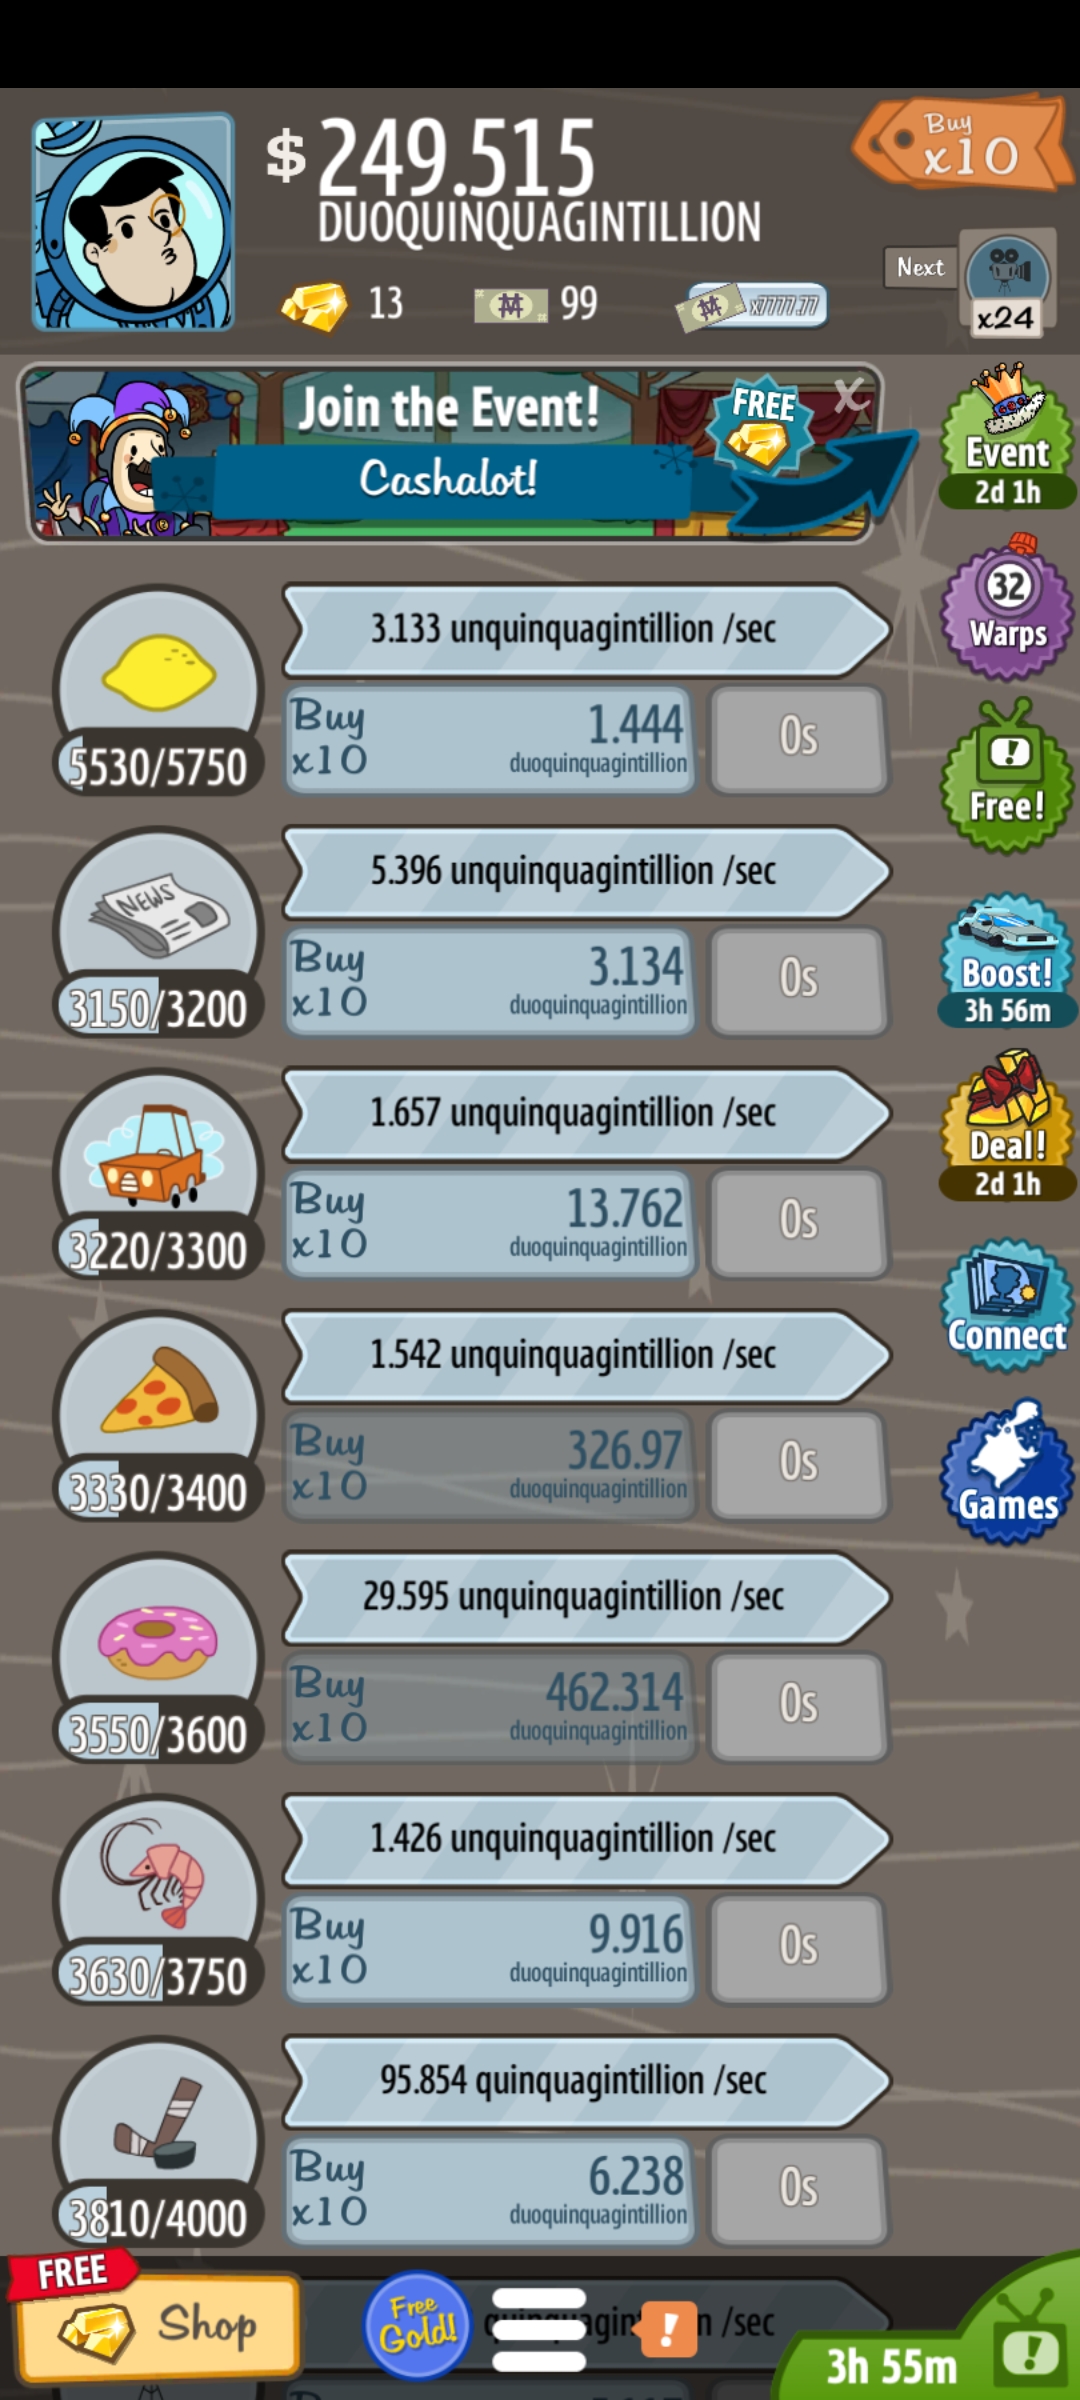 $249.515
DUOQUINQUAGINTILLION
Buy
x10
13
99
x7777.77
Next
x24
Join the Event!
Cashalot!
FREE
X
Event
2d 1h
3.133 unquinquagintillion /sec
32
Warps
Buy
x10
1.444
duoquinquagintillion
0s
5530/5750
Free!
NEWS
5.396 unquinquagintillion /sec
Buy
x10
3.134
duoquinquagintillion
0s
3150/3200
Boost!
3h 56m
1.657 unquinquagintillion /sec
Deal!
2d 1h
Buy
x10
13.762
duoquinquagintillion
0s
3220/3300
Connect
1.542 unquinquagintillion /sec
Buy
x10
326.97
duoquinquagintillion
0s
3330/3400
Games
29.595 unquinquagintillion /sec
Buy
x10
462.314
duoquinquagintillion
0s
3550/3600
1.426 unquinquagintillion /sec
Buy
x10
9.916
duoquinquagintillion
0s
3630/3750
95.854 quinquagintillion /sec
Buy
x10
6.238
duoquinquagintillion
0s
3810/4000
FREE
Shop
Free
Gold!
/sec
3h 55m